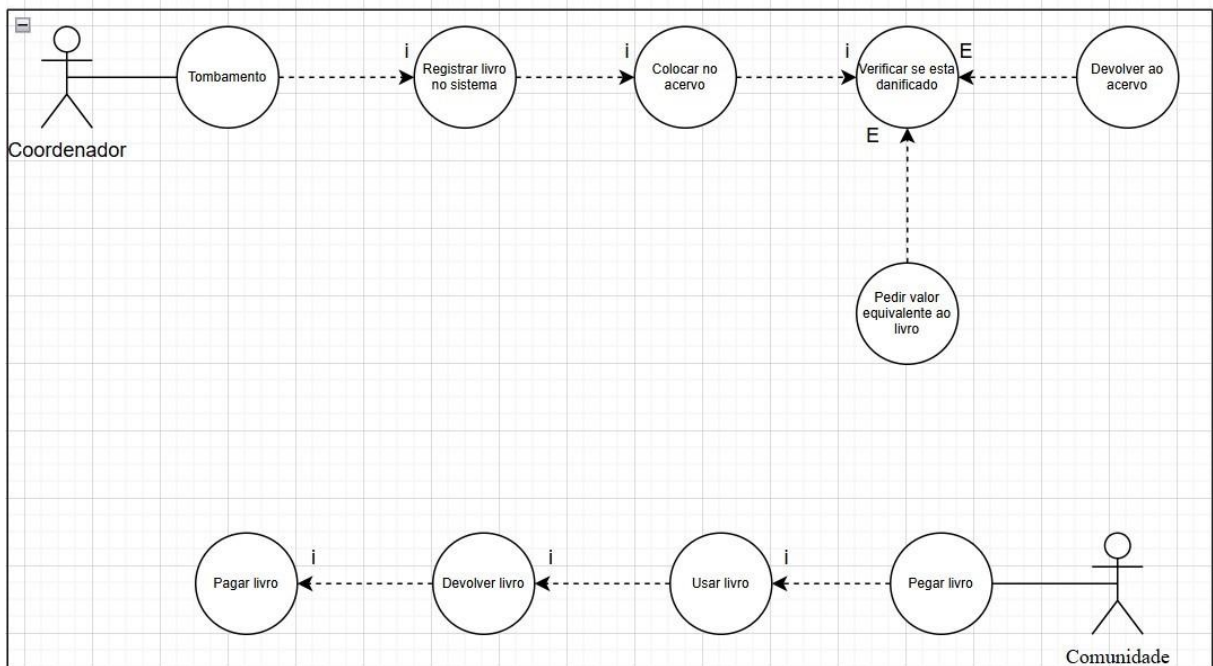 Coordenador
Tombamento
i
Registrar livro
no sistema
i
Colocar no
acervo
i
Verificar se esta
danificado
E
Devolver ao
acervo
E
Pedir valor
equivalente ao
livro
Pagar livro
i
Devolver livro
i
Usar livro
i
Pegar livro
Comunidade